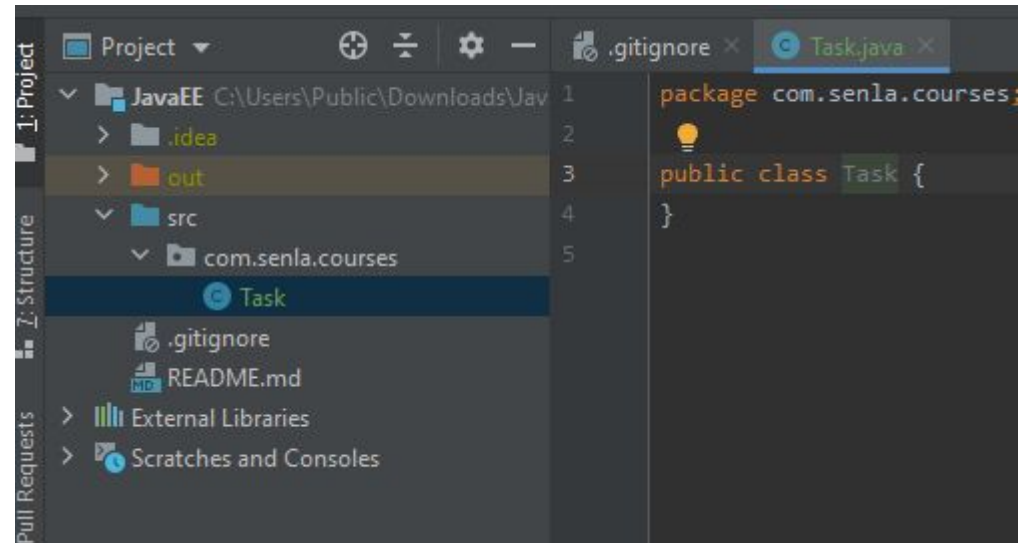 1: Project
7: Structure
Pull Requests
Project
JavaEE C:\Users\Public\Downloads\Jav
.idea
out
src
com.senla.courses
C Task
.gitignore
MD README.md
External Libraries
Scratches and Consoles
.gitignore C Task.java
1 package com.senla.courses;
2
3 public class Task {
4 }
5